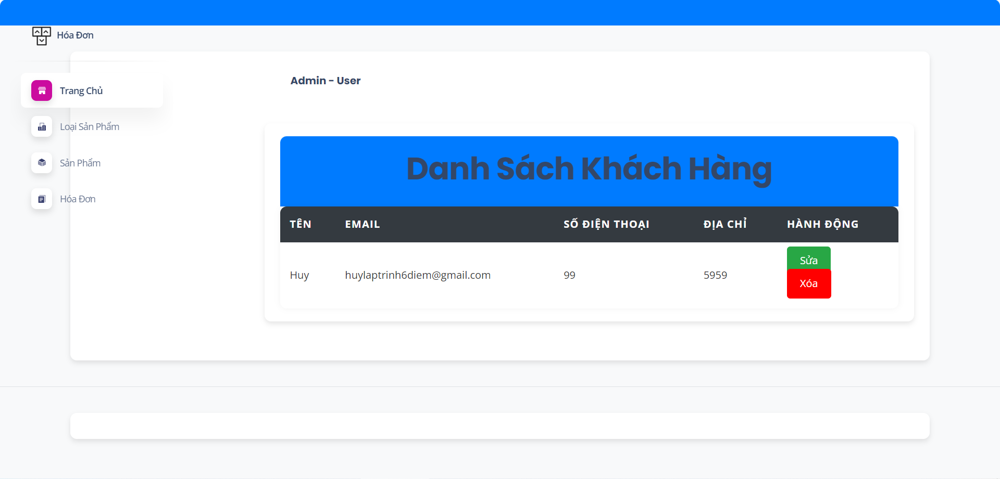 Hóa Đơn
Admin - User
Trang Chủ
Loại Sản Phẩm
Sản Phẩm
Hóa Đơn
Danh Sách Khách Hàng
TÊN EMAIL SỐ ĐIỆN THOẠI ĐỊA CHỈ HÀNH ĐỘNG
Huy huylaptrinh6diem@gmail.com 99 5959
Sửa
Xóa